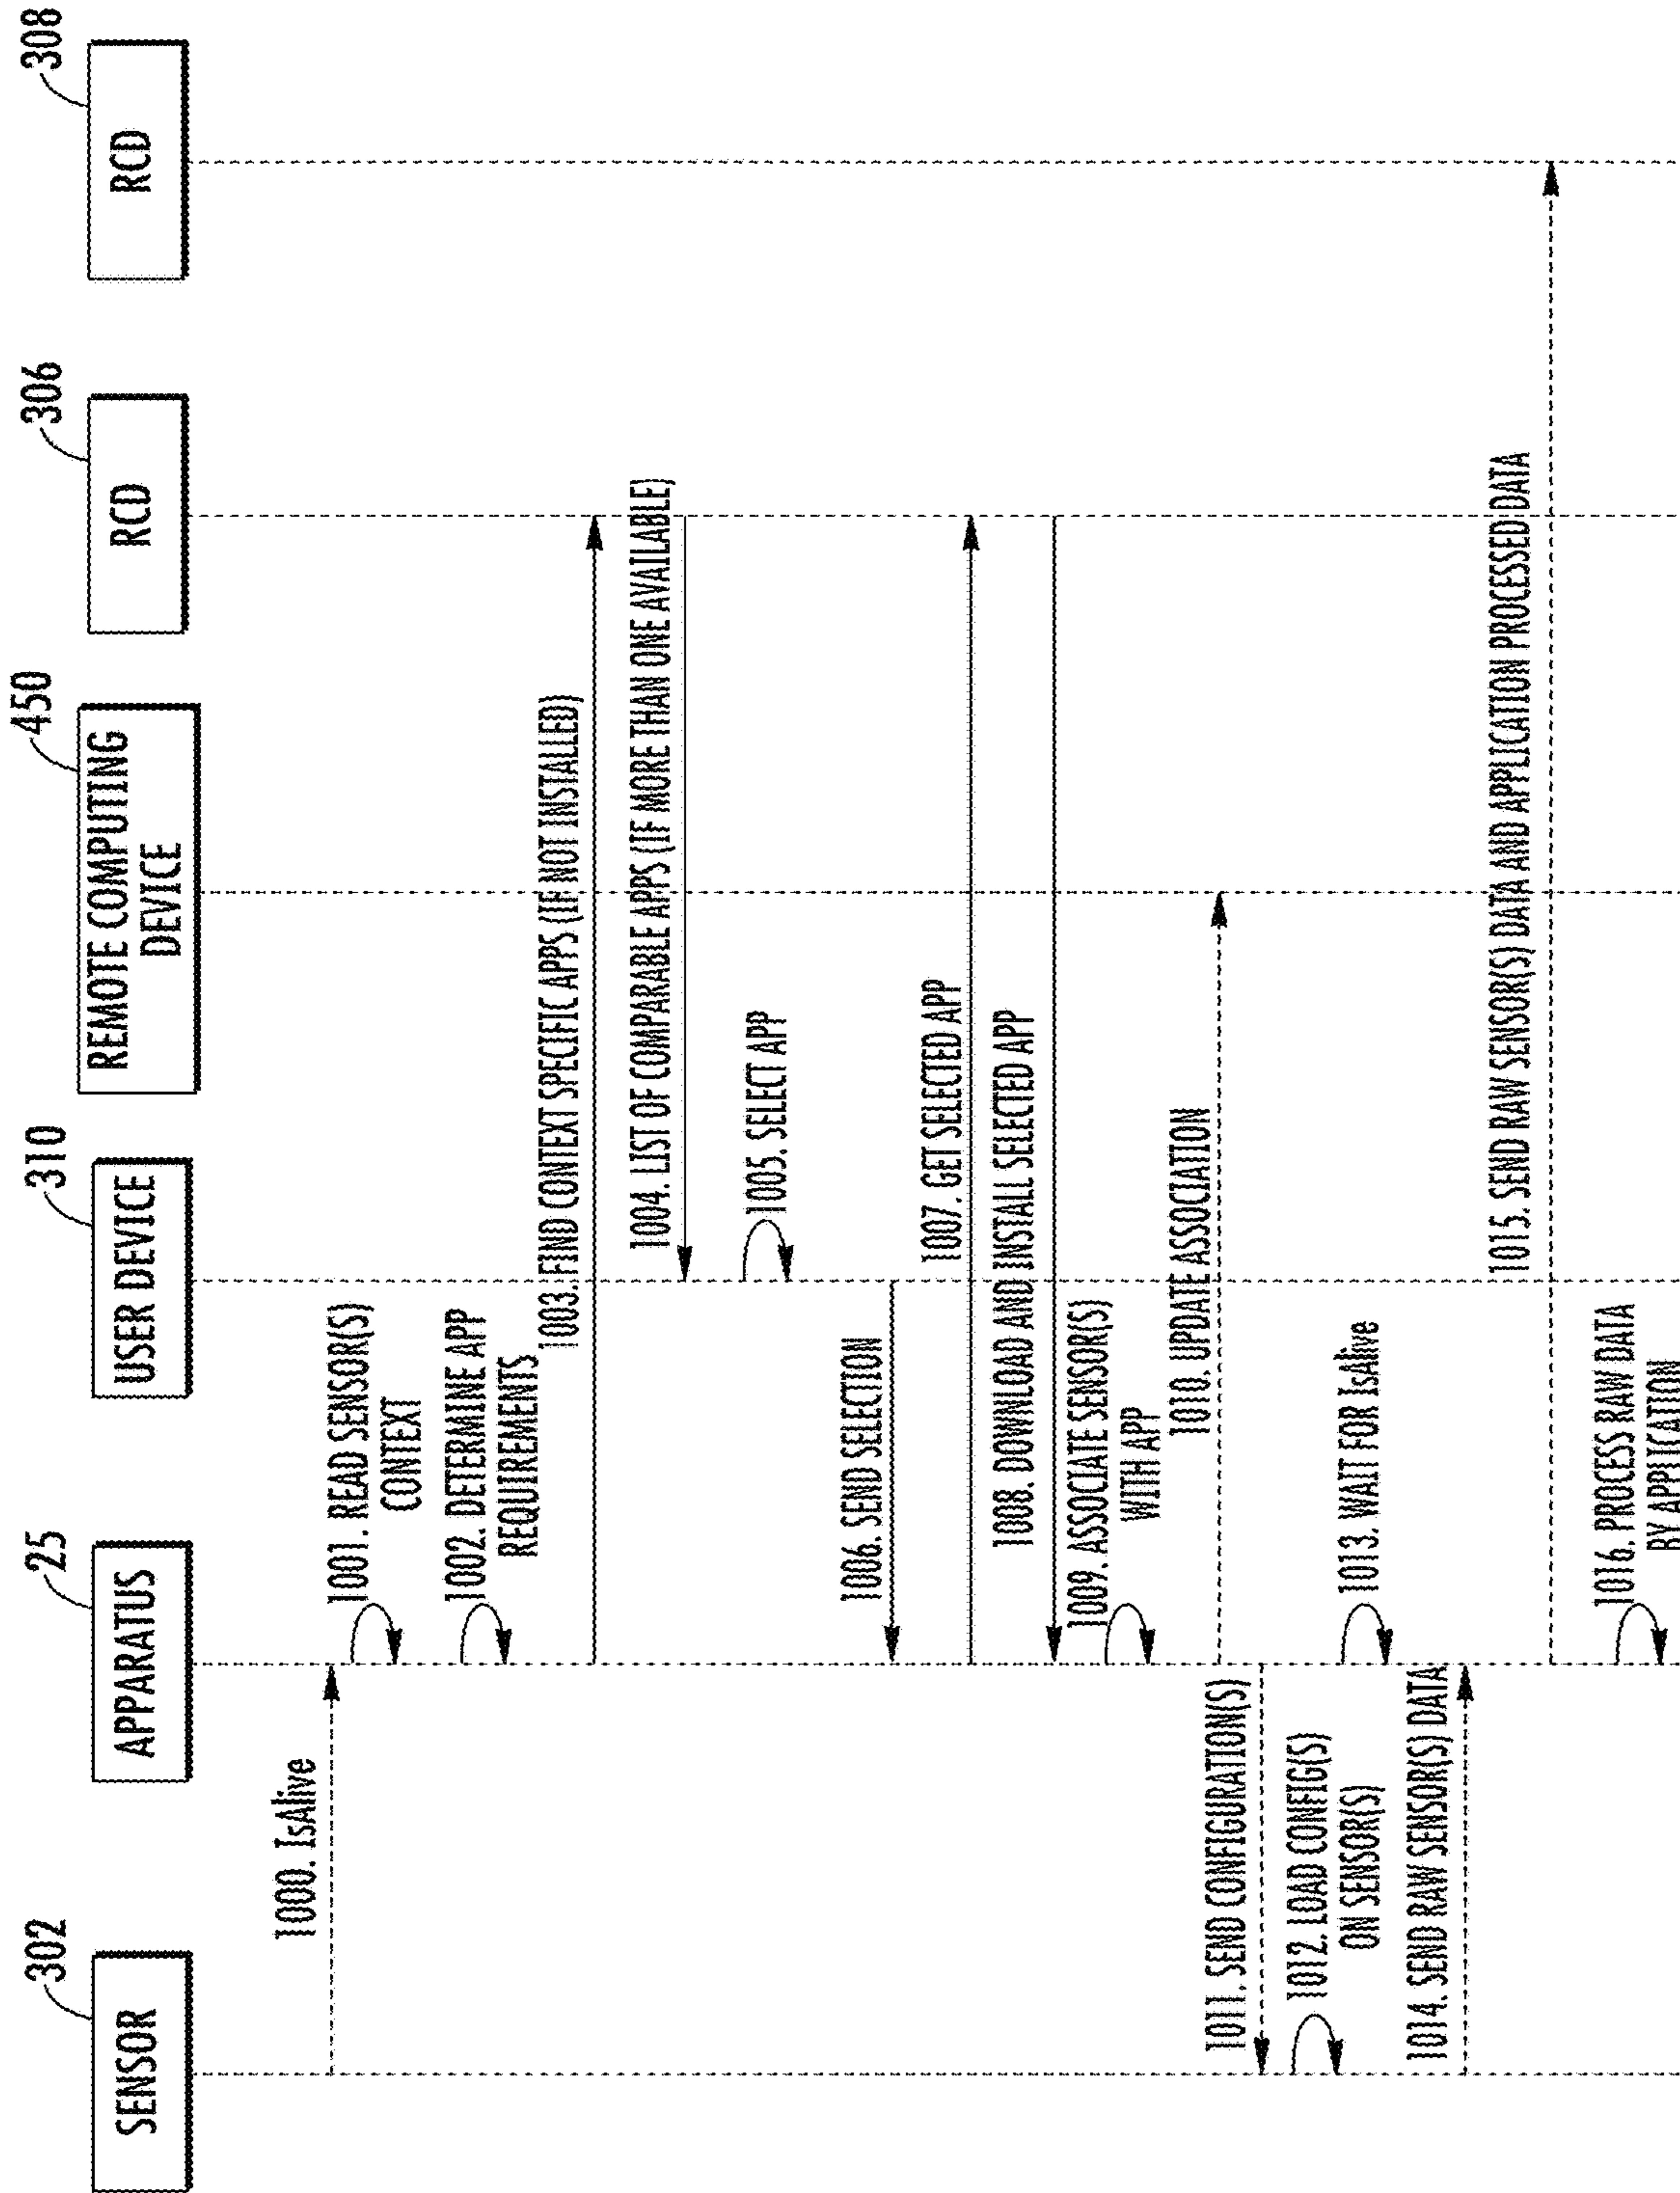 302
SENSOR
25
APPARATUS
310
USER DEVICE
450
REMOTE COMPUTING
DEVICE
306
RCD
308
RCD
1000. IsAlive
1001. READ SENSOR(S)
CONTEXT
1002. DETERMINE APP
REQUIREMENTS
1003. FIND CONTEXT SPECIFIC APPS (IF NOT INSTALLED)
1004. LIST OF COMPARABLE APPS (IF MORE THAN ONE AVAILABLE)
1005. SELECT APP
1006. SEND SELECTION
1007. GET SELECTED APP
1008. DOWNLOAD AND INSTALL SELECTED APP
1009. ASSOCIATE SENSOR(S)
WITH APP
1010. UPDATE ASSOCIATION
1011. SEND CONFIGURATION(S)
1012. LOAD CONFIG(S)
ON SENSOR(S)
1013. WAIT FOR IsAlive
1014. SEND RAW SENSOR(S) DATA
1015. SEND RAW SENSOR(S) DATA AND APPLICATION PROCESSED DATA
1016. PROCESS RAW DATA
BY APPLICATION